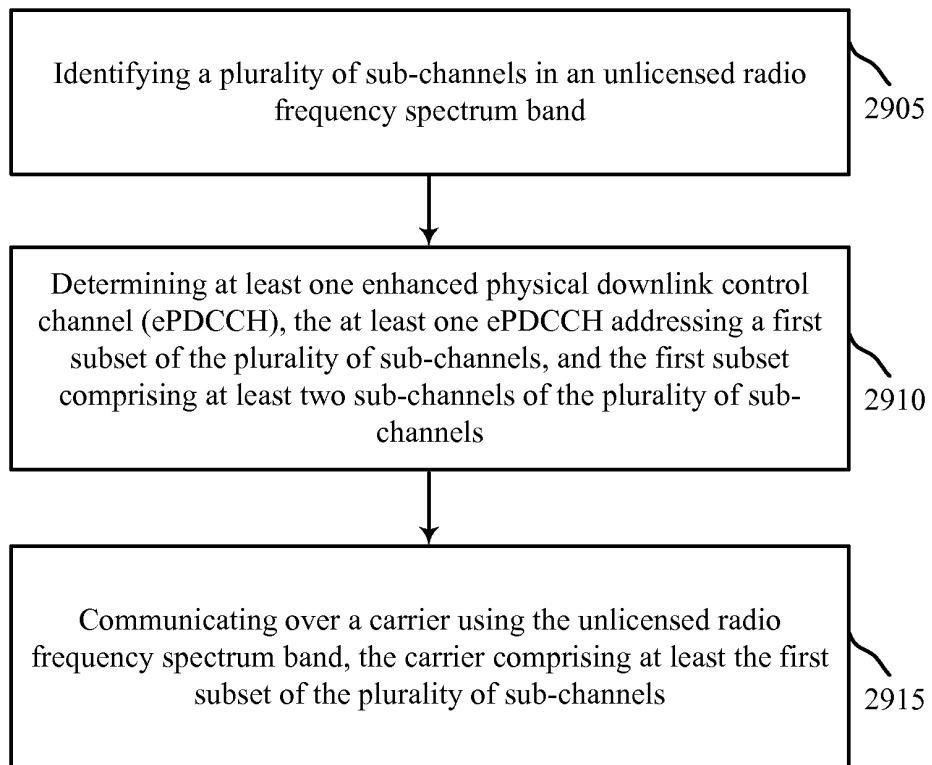 Identifying a plurality of sub-channels in an unlicensed radio
frequency spectrum band
2905
Determining at least one enhanced physical downlink control
channel (ePDCCH), the at least one ePDCCH addressing a first
subset of the plurality of sub-channels, and the first subset
comprising at least two sub-channels of the plurality of sub-
channels
2910
Communicating over a carrier using the unlicensed radio
frequency spectrum band, the carrier comprising at least the first
subset of the plurality of sub-channels
2915